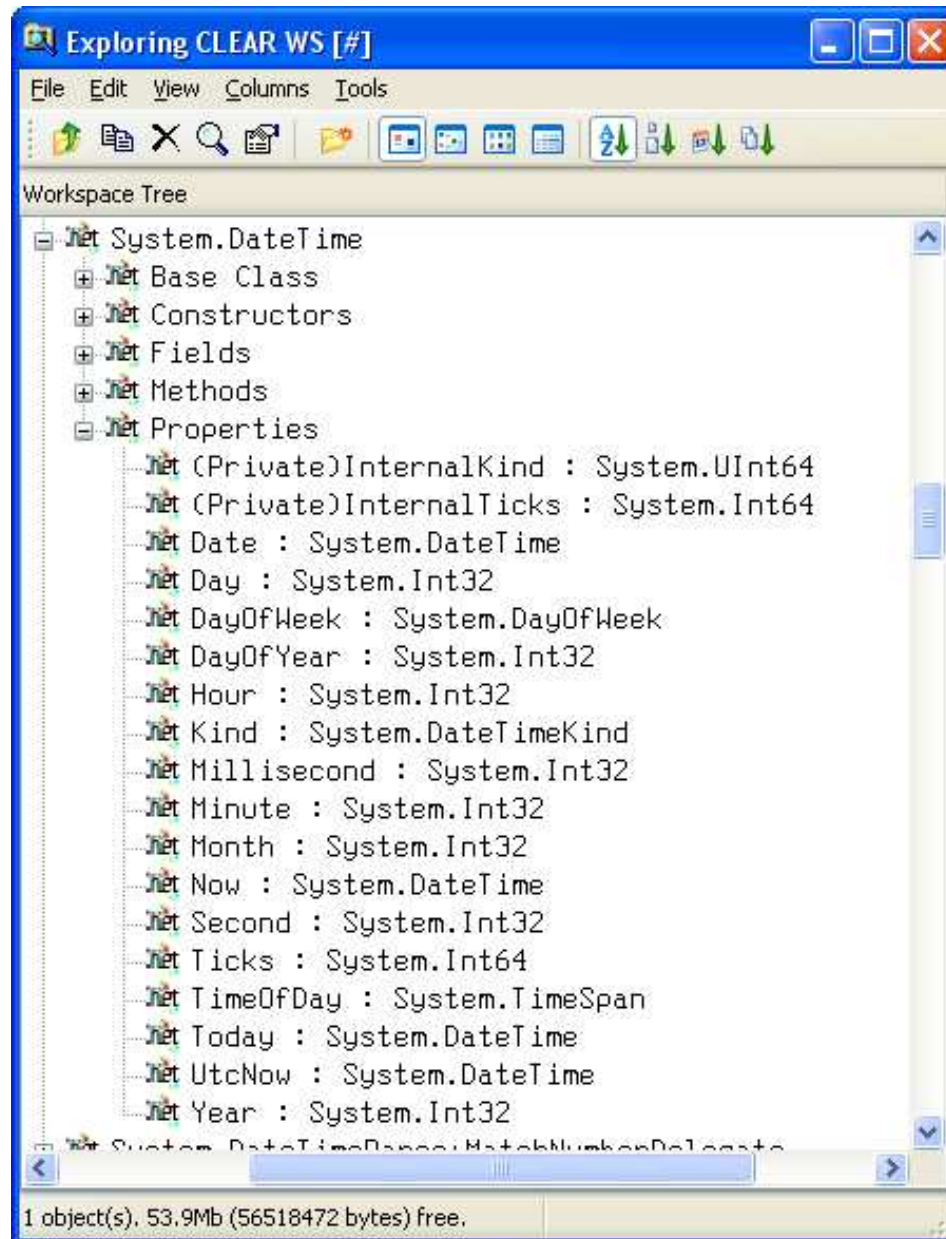 Exploring CLEAR WS [#]
File Edit View Columns Tools
Workspace Tree
System.DateTime
Base Class
Constructors
Fields
Methods
Properties
(Private)InternalKind : System.UInt64
(Private)InternalTicks : System.Int64
Date : System.DateTime
Day : System.Int32
DayOfWeek : System.DayOfWeek
DayOfYear : System.Int32
Hour : System.Int32
Kind : System.DateTimeKind
Millisecond : System.Int32
Minute : System.Int32
Month : System.Int32
Now : System.DateTime
Second : System.Int32
Ticks : System.Int64
TimeOfDay : System.TimeSpan
Today : System.DateTime
UtcNow : System.DateTime
Year : System.Int32
1 object(s). 53.9Mb (56518472 bytes) free.